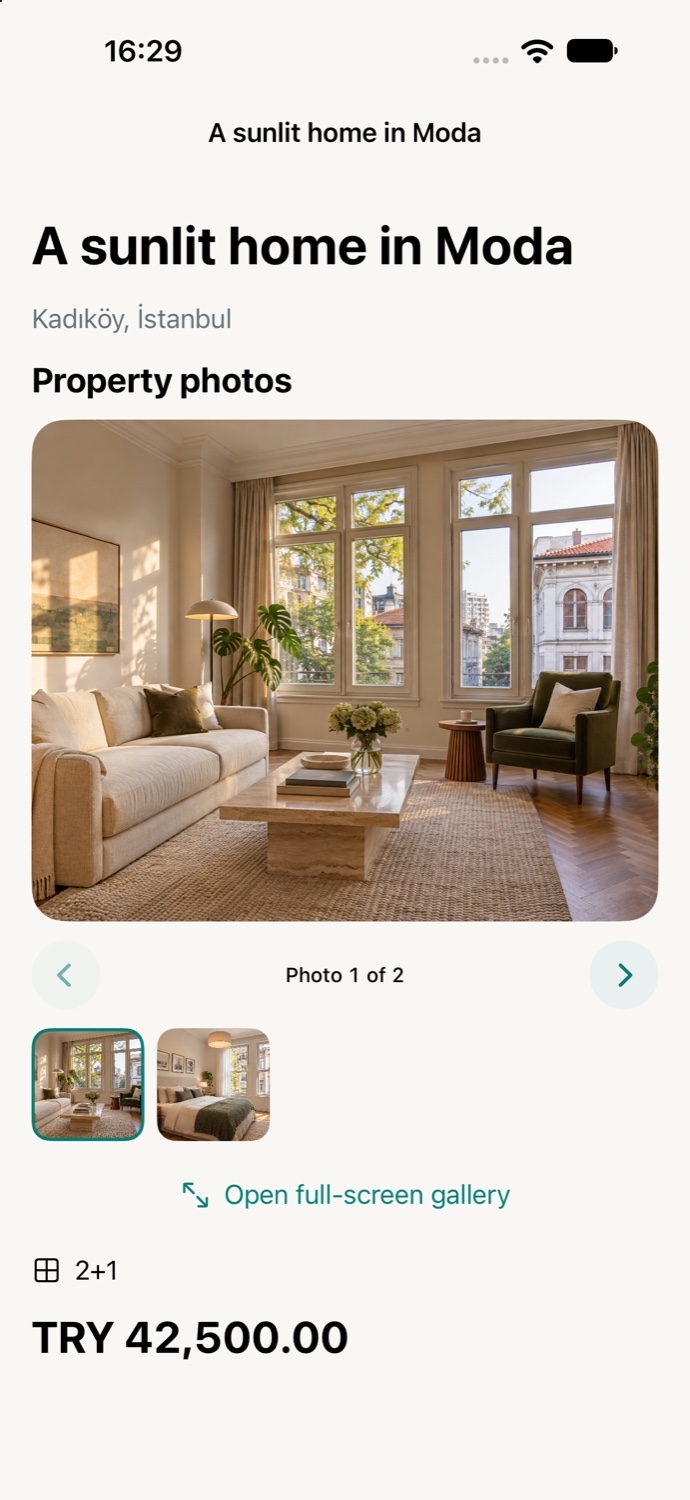 16:29
A sunlit home in Moda
A sunlit home in Moda
Kadıköy, İstanbul
Property photos
Photo 1 of 2
Open full-screen gallery
2+1
TRY 42,500.00